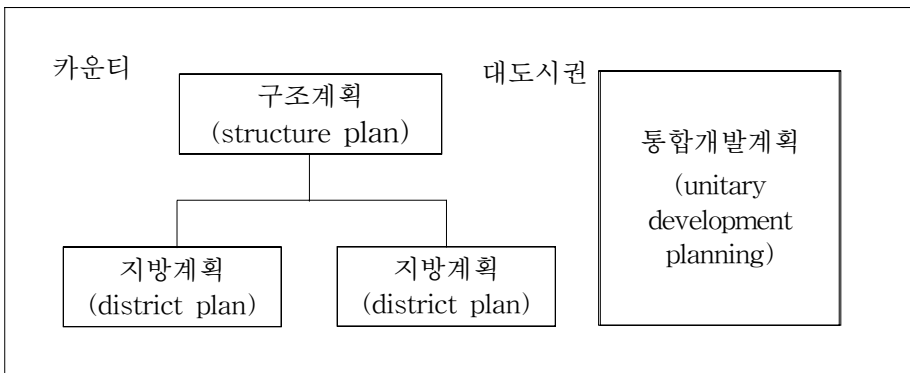 카운티
구조계획
(structure plan)
지방계획
(district plan)
지방계획
(district plan)
대도시권
통합개발계획
(unitary
development
planning)